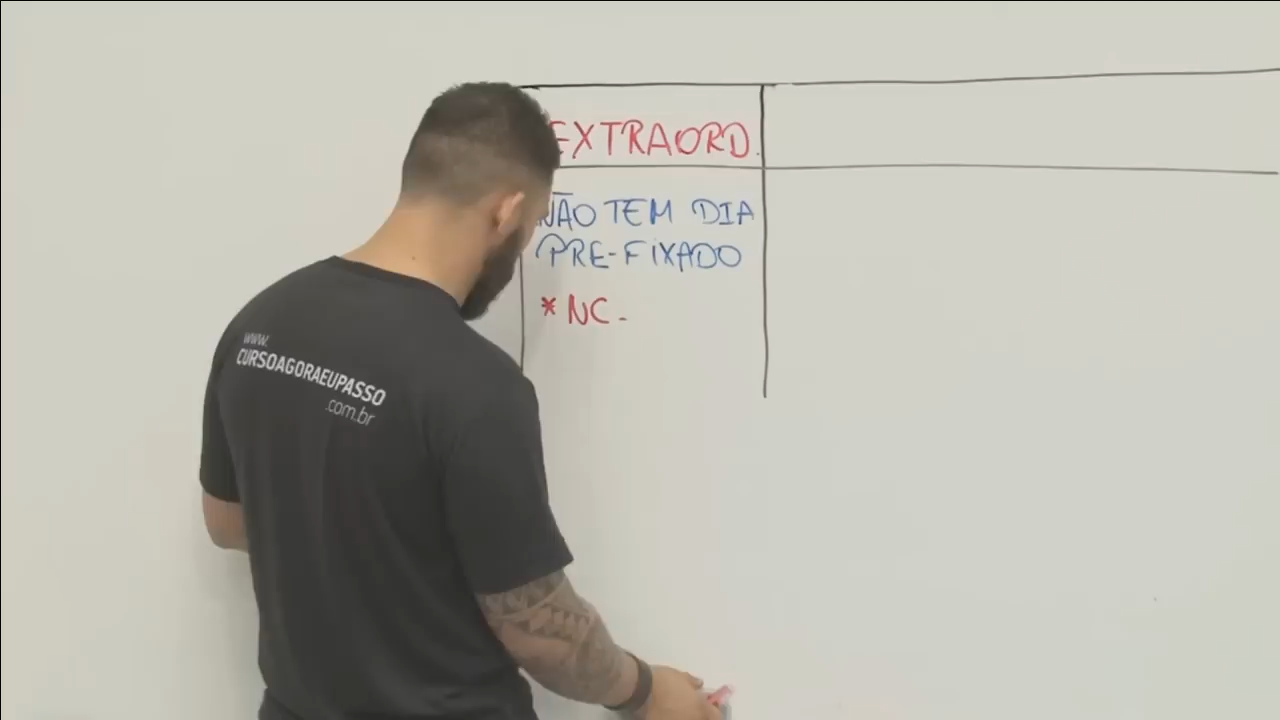 EXTRAORD.
NÃO TEM DIA
PRE-FIXADO
* NC.
www.
CURSOAGORAEUPASSO
.com.br